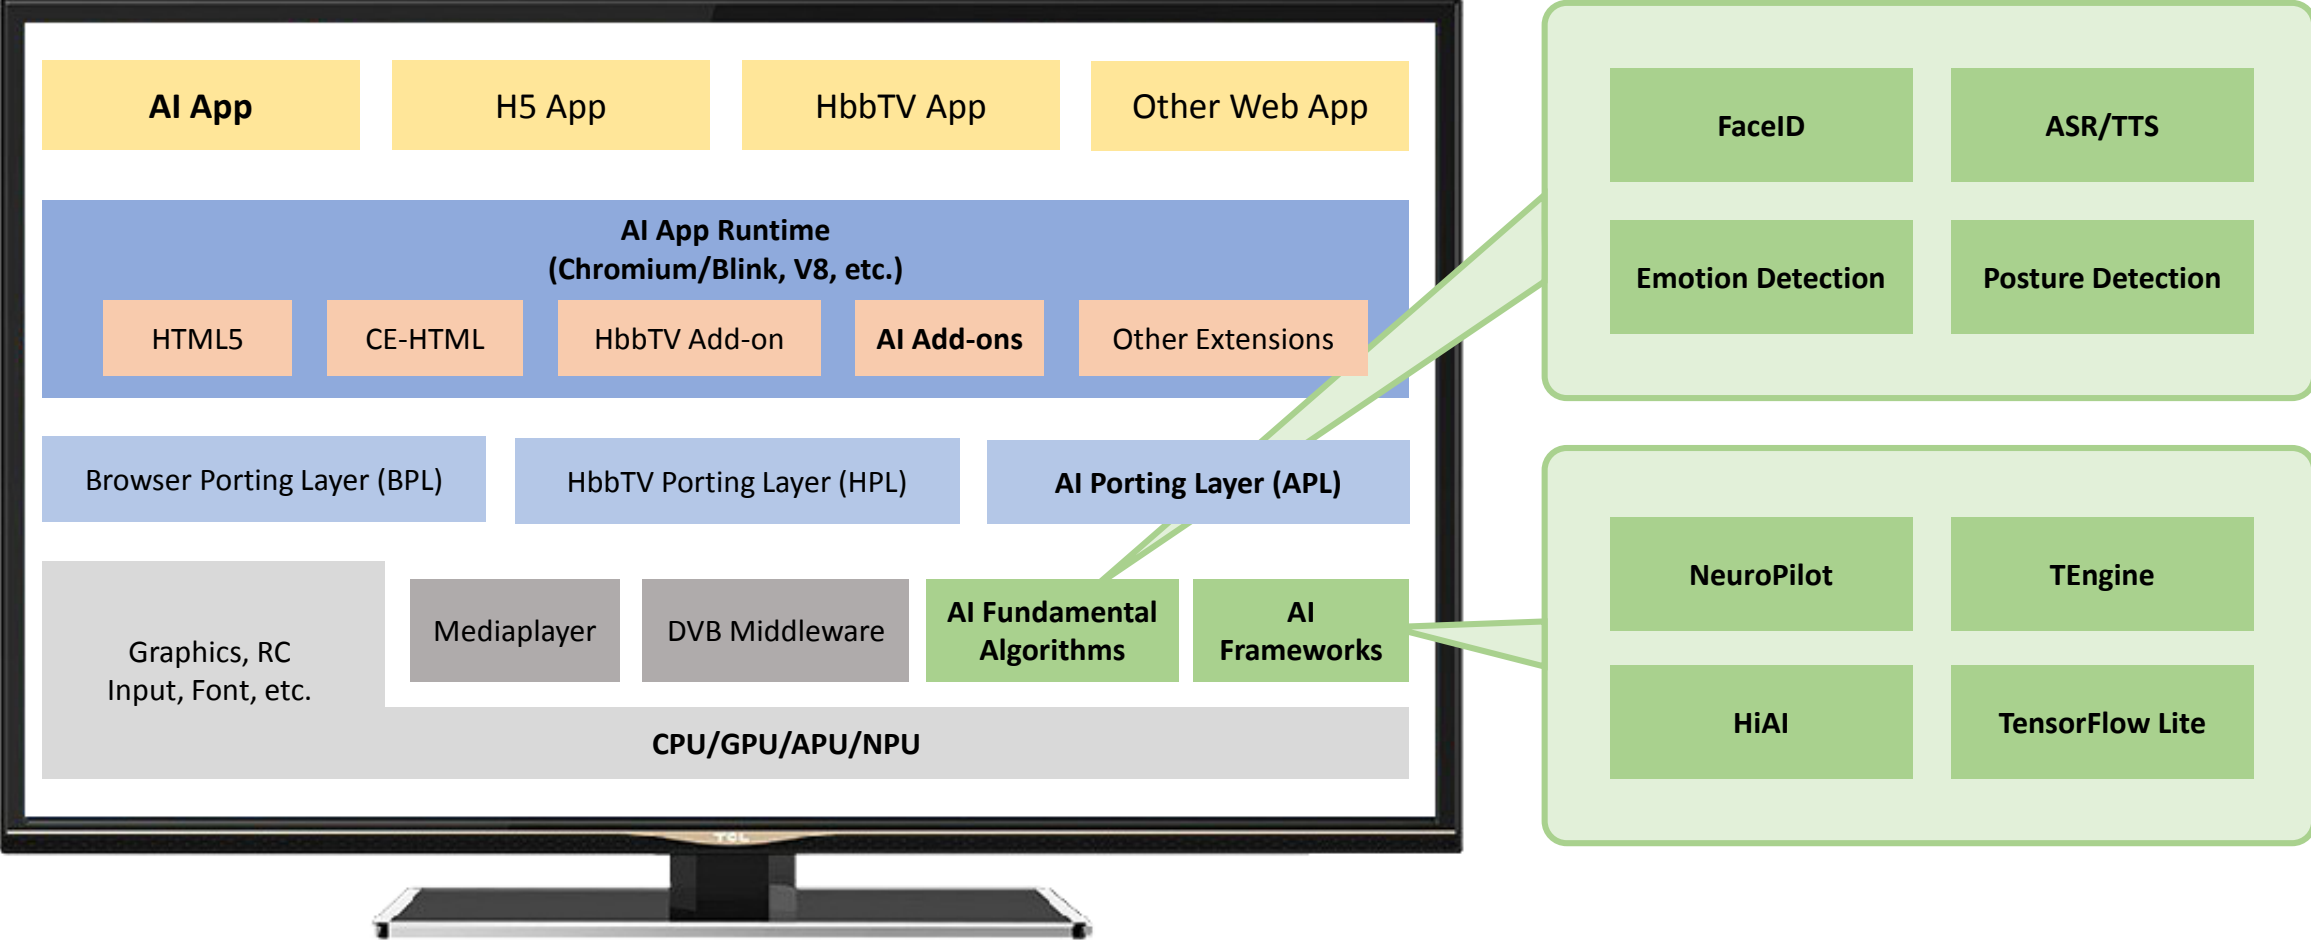 AI App
H5 App
HbbTV App
Other Web App
AI App Runtime
(Chromium/Blink, V8, etc.)
HTML5
CE-HTML
HbbTV Add-on
AI Add-ons
Other Extensions
Browser Porting Layer (BPL)
HbbTV Porting Layer (HPL)
AI Porting Layer (APL)
Graphics, RC
Input, Font, etc.
Mediaplayer
DVB Middleware
AI Fundamental
Algorithms
AI
Frameworks
CPU/GPU/APU/NPU
TCL
FaceID
ASR/TTS
Emotion Detection
Posture Detection
NeuroPilot
TEngine
HiAI
TensorFlow Lite